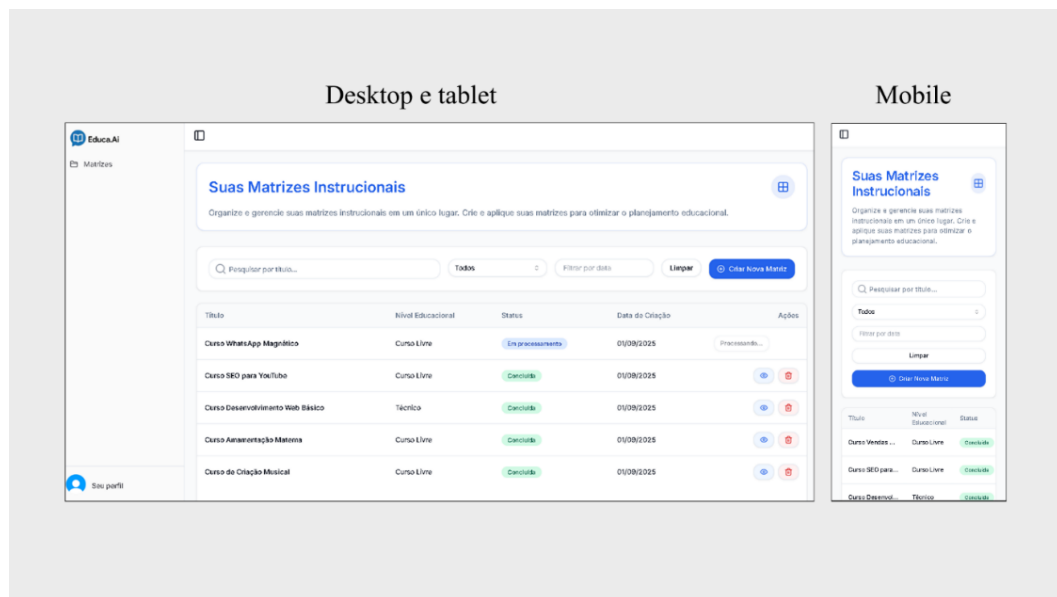 Desktop e tablet
Educa.Ai
Matrizes
Suas Matrizes Instrucionais
Organize e gerencie suas matrizes instrucionais em um único lugar. Crie e aplique suas matrizes para otimizar o planejamento educacional.
Pesquisar por título...
Todos
Filtrar por data
Limpar
Criar Nova Matriz
Título Nível Educacional Status Data de Criação Ações
Curso WhatsApp Magnético Curso Livre Em processamento 01/09/2025 Processando...
Curso SEO para YouTube Curso Livre Concluída 01/09/2025
Curso Desenvolvimento Web Básico Técnico Concluída 01/09/2025
Curso Amamentação Materna Curso Livre Concluída 01/09/2025
Curso de Criação Musical Curso Livre Concluída 01/09/2025
Seu perfil
Mobile
Suas Matrizes
Instrucionais
Organize e gerencie suas matrizes
instrucionais em um único lugar. Crie e
aplique suas matrizes para otimizar o
planejamento educacional.
Pesquisar por título...
Todos
Filtrar por data
Limpar
Criar Nova Matriz
Título Nível Educacional Status
Curso Vendas ... Curso Livre Concluída
Curso SEO para... Curso Livre Concluída
Curso Desenvol... Técnico Concluída